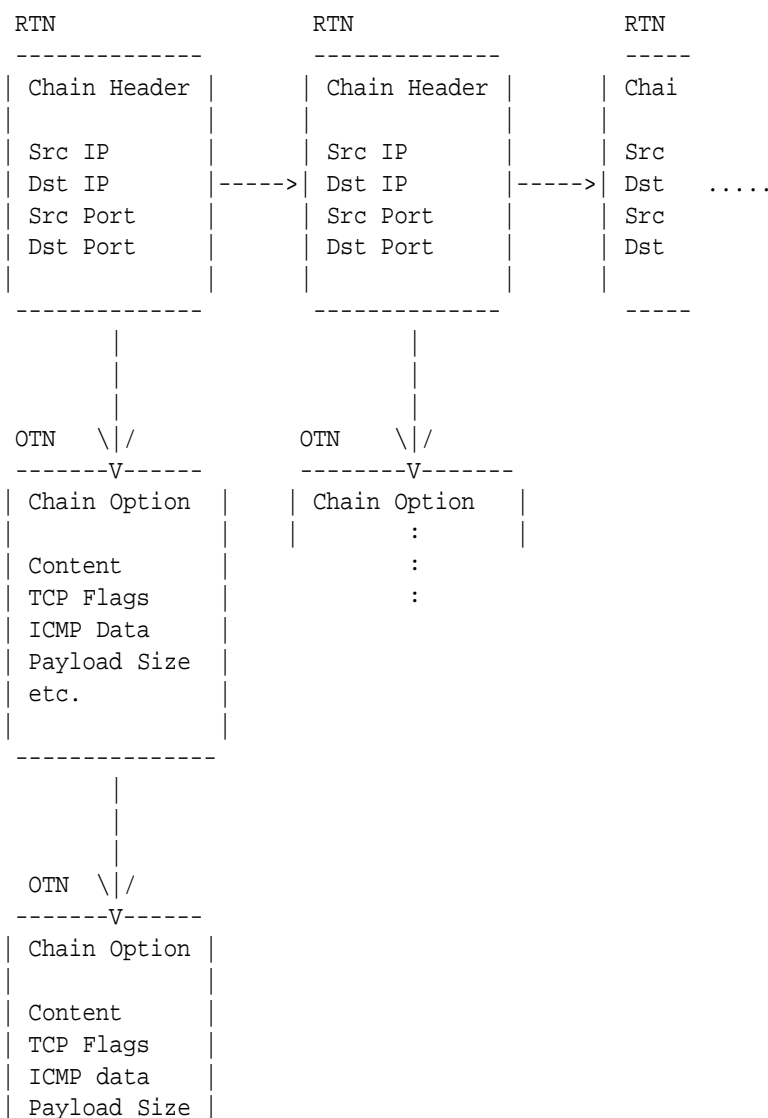 RTN RTN RTN
Chain Header Chain Header Chai
Src IP Src IP Src
Dst IP Dst IP Dst .....
Src Port Src Port Src
Dst Port Dst Port Dst
OTN OTN
V V
Chain Option Chain Option
:
Content :
TCP Flags :
ICMP Data
Payload Size
etc.
OTN
V
Chain Option
Content
TCP Flags
ICMP data
Payload Size